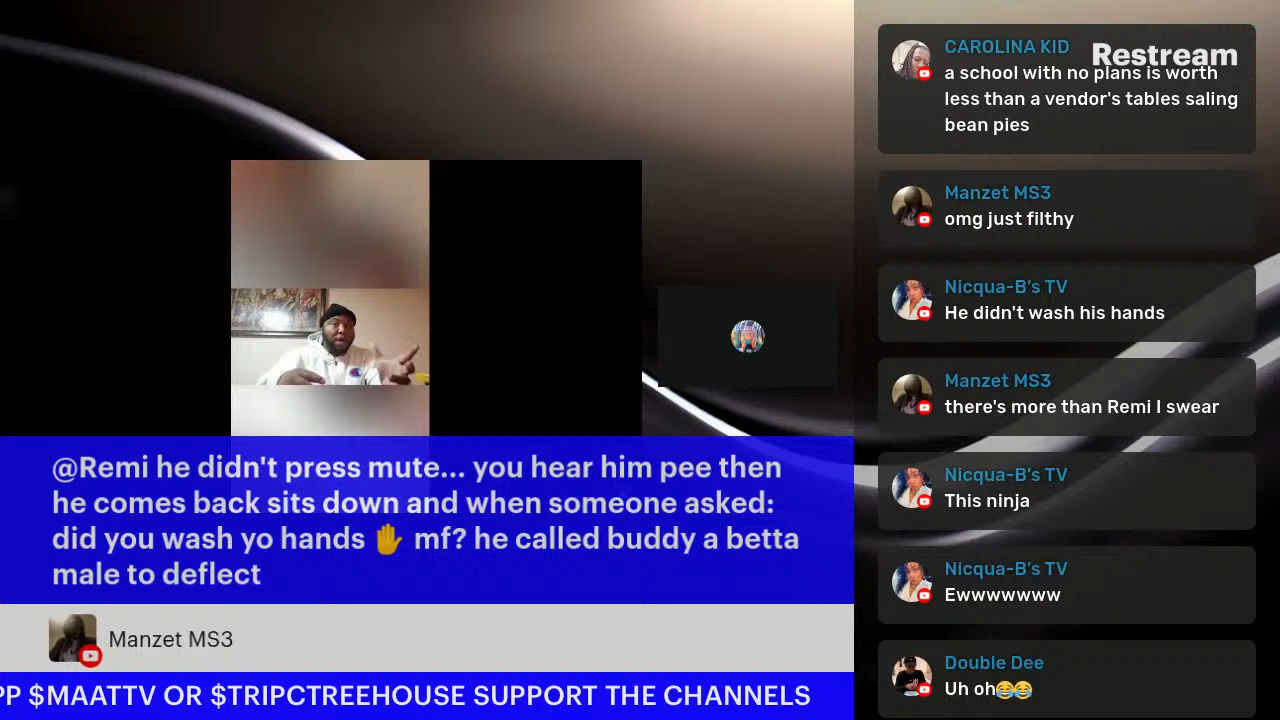 Restream
CAROLINA KID
a school with no plans is worth
less than a vendor's tables saling
bean pies
Manzet MS3
omg just filthy
Nicqua-B's TV
He didn't wash his hands
Manzet MS3
there's more than Remi I swear
Nicqua-B's TV
This ninja
Nicqua-B's TV
Ewwwwwww
Double Dee
Uh oh😂😂
@Remi he didn't press mute... you hear him pee then
he comes back sits down and when someone asked:
did you wash yo hands 🤚 mf? he called buddy a betta
male to deflect
Manzet MS3
PP $MAATTV OR $TRIPCTREEHOUSE SUPPORT THE CHANNELS